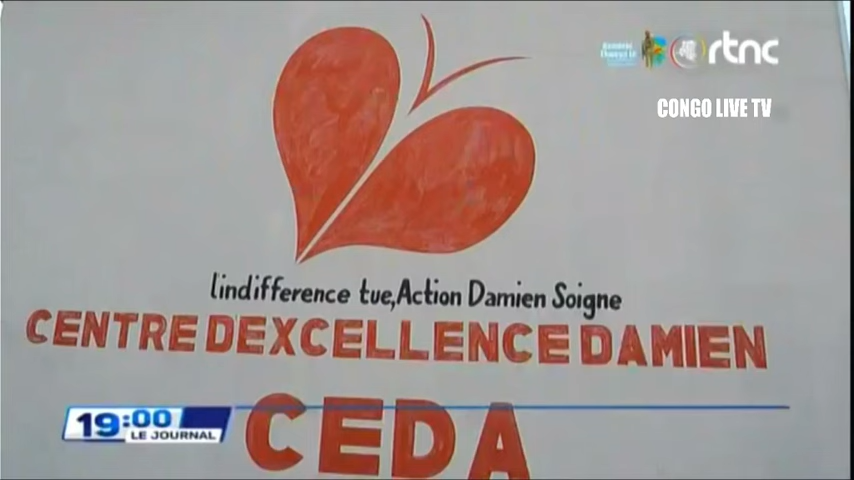 rtnc
CONGO LIVE TV
l'indifference tue,Action Damien Soigne
CENTRE DEXCELLENCE DAMIEN
CEDA
19:00
LE JOURNAL